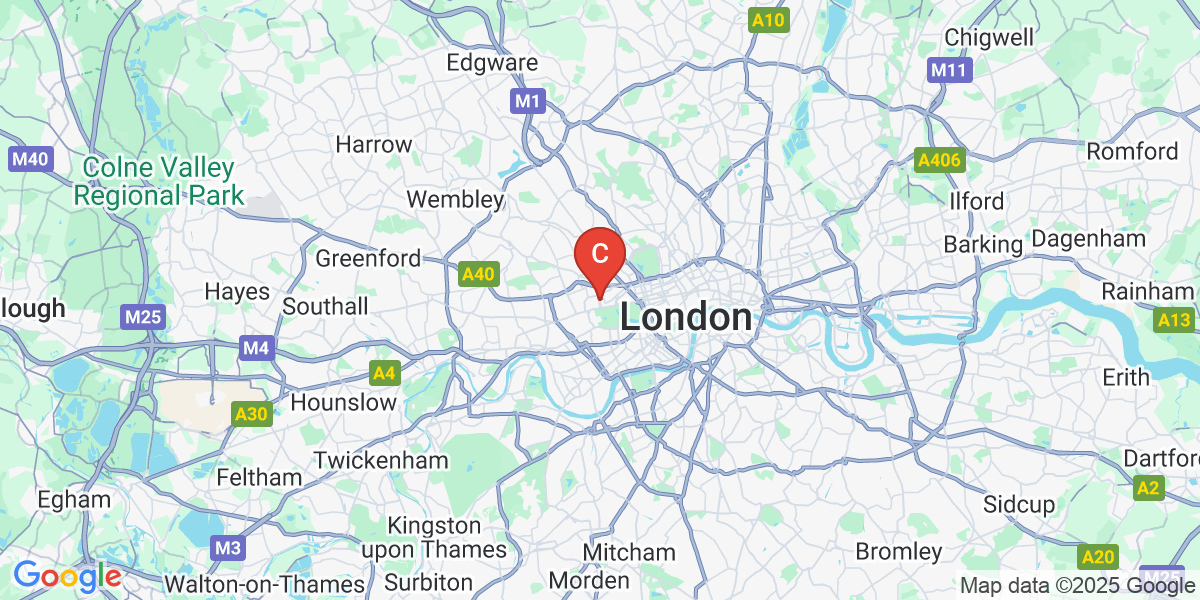 A10
Chigwell
Edgware
M11
M1
Harrow
M40
A406
Romford
Colne Valley
Regional Park
Wembley
Ilford
Barking
Dagenham
C
Greenford
A40
Hayes
Southall
Rainham
lough
M25
London
A13
M4
A4
Erith
Hounslow
A30
Twickenham
Dartford
Feltham
A2
Egham
Sidcup
Kingston
upon Thames
M3
Mitcham
Bromley
A20
Google
Walton-on-Thames
Surbiton
Morden
M25
Map data ©2025 Google